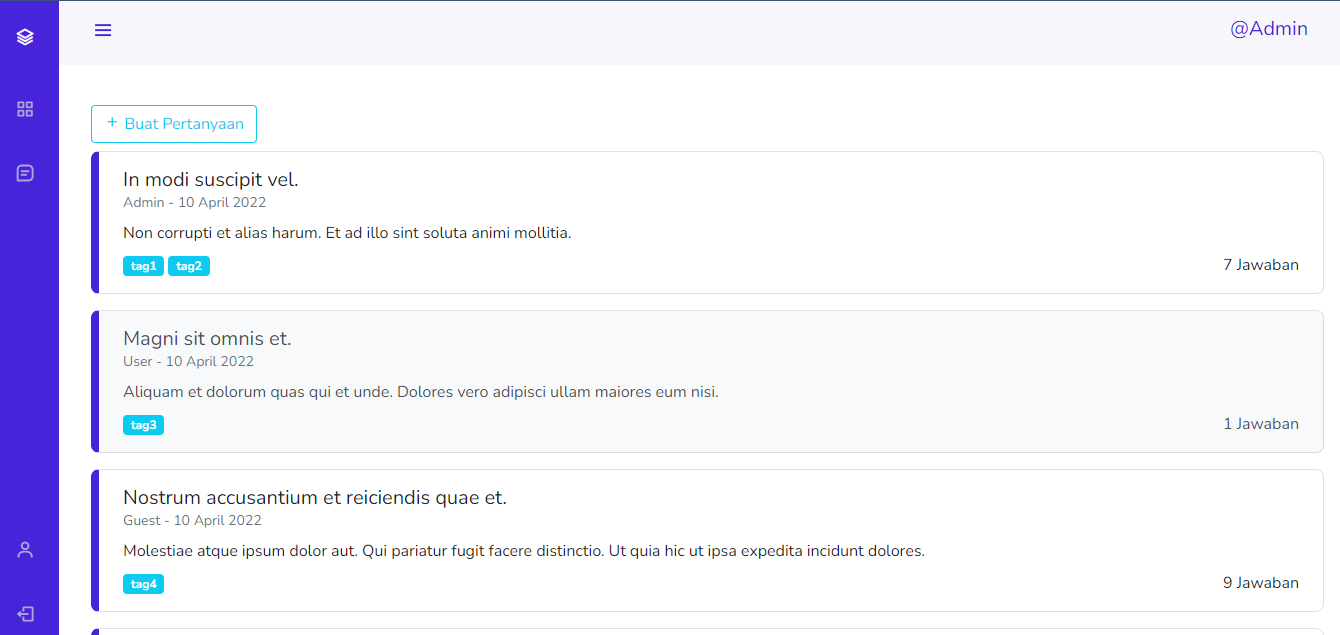 @Admin
+ Buat Pertanyaan
In modi suscipit vel.
Admin - 10 April 2022
Non corrupti et alias harum. Et ad illo sint soluta animi mollitia.
tag1 tag2
7 Jawaban
Magni sit omnis et.
User - 10 April 2022
Aliquam et dolorum quas qui et unde. Dolores vero adipisci ullam maiores eum nisi.
tag3
1 Jawaban
Nostrum accusantium et reiciendis quae et.
Guest - 10 April 2022
Molestiae atque ipsum dolor aut. Qui pariatur fugit facere distinctio. Ut quia hic ut ipsa expedita incidunt dolores.
tag4
9 Jawaban